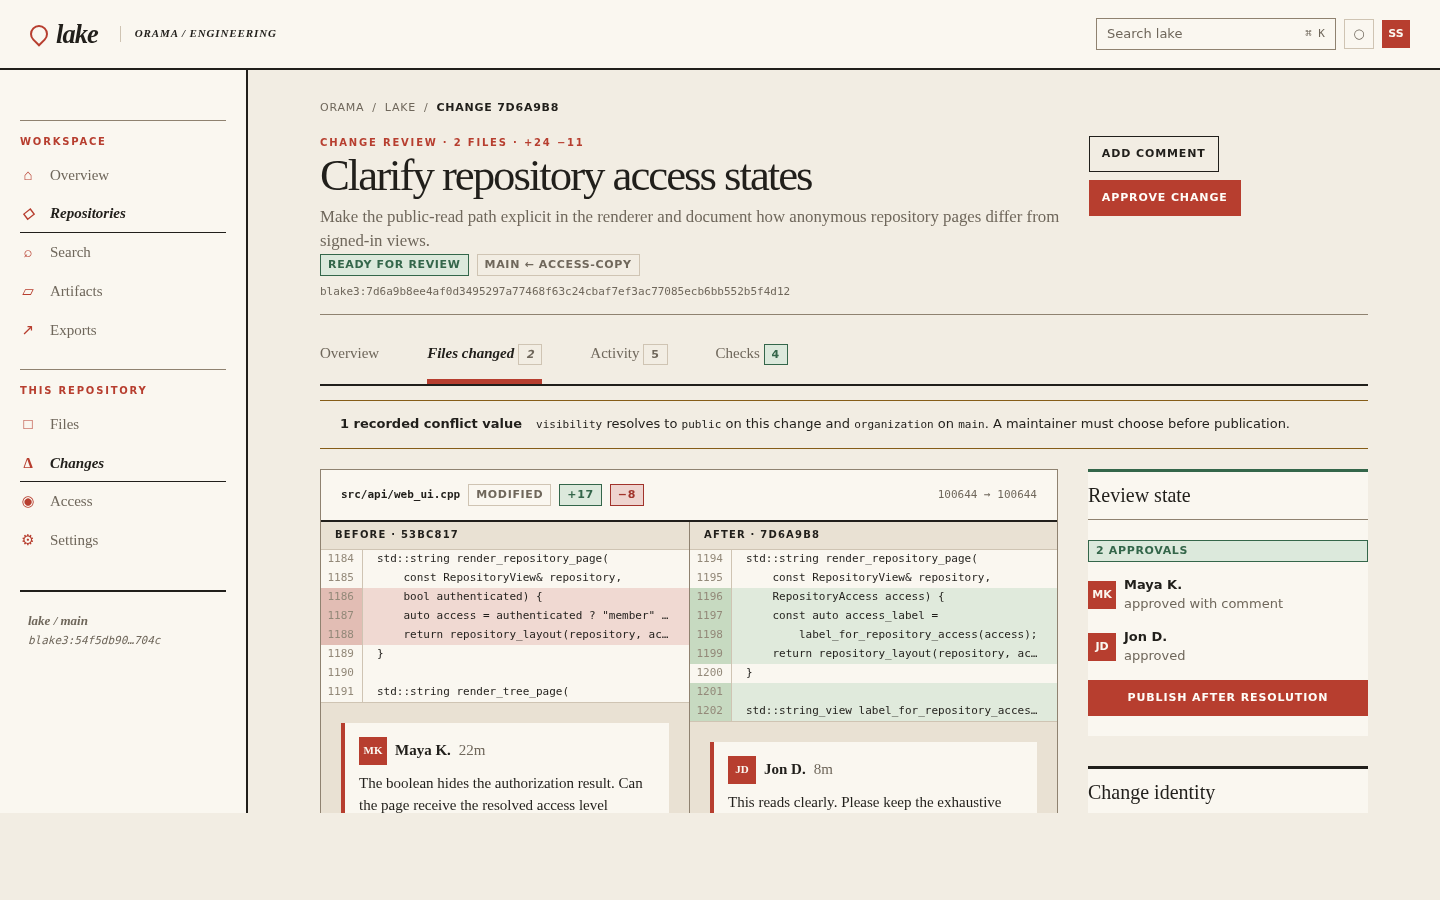 lake
ORAMA / ENGINEERING
Search lake ⌘ K
SS
WORKSPACE
Overview
Repositories
Search
Artifacts
Exports
THIS REPOSITORY
Files
Changes
Access
Settings
lake / main
blake3:54f5db90…704c
ORAMA / LAKE / CHANGE 7D6A9B8
CHANGE REVIEW · 2 FILES · +24 −11
Clarify repository access states
Make the public-read path explicit in the renderer and document how anonymous repository pages differ from
signed-in views.
READY FOR REVIEW
MAIN ← ACCESS-COPY
blake3:7d6a9b8ee4af0d3495297a77468f63c24cbaf7ef3ac77085ecb6bb552b5f4d12
ADD COMMENT
APPROVE CHANGE
Overview
Files changed 2
Activity 5
Checks 4
1 recorded conflict value visibility resolves to public on this change and organization on main. A maintainer must choose before publication.
src/api/web_ui.cpp MODIFIED +17 −8 100644 → 100644
BEFORE · 53BC817
1184 std::string render_repository_page(
1185 const RepositoryView& repository,
1186 bool authenticated) {
1187 auto access = authenticated ? "member" …
1188 return repository_layout(repository, ac…
1189 }
1190
1191 std::string render_tree_page(
MK Maya K. 22m
The boolean hides the authorization result. Can
the page receive the resolved access level
AFTER · 7D6A9B8
1194 std::string render_repository_page(
1195 const RepositoryView& repository,
1196 RepositoryAccess access) {
1197 const auto access_label =
1198 label_for_repository_access(access);
1199 return repository_layout(repository, ac…
1200 }
1201
1202 std::string_view label_for_repository_acces…
JD Jon D. 8m
This reads clearly. Please keep the exhaustive
Review state
2 APPROVALS
MK Maya K.
approved with comment
JD Jon D.
approved
PUBLISH AFTER RESOLUTION
Change identity